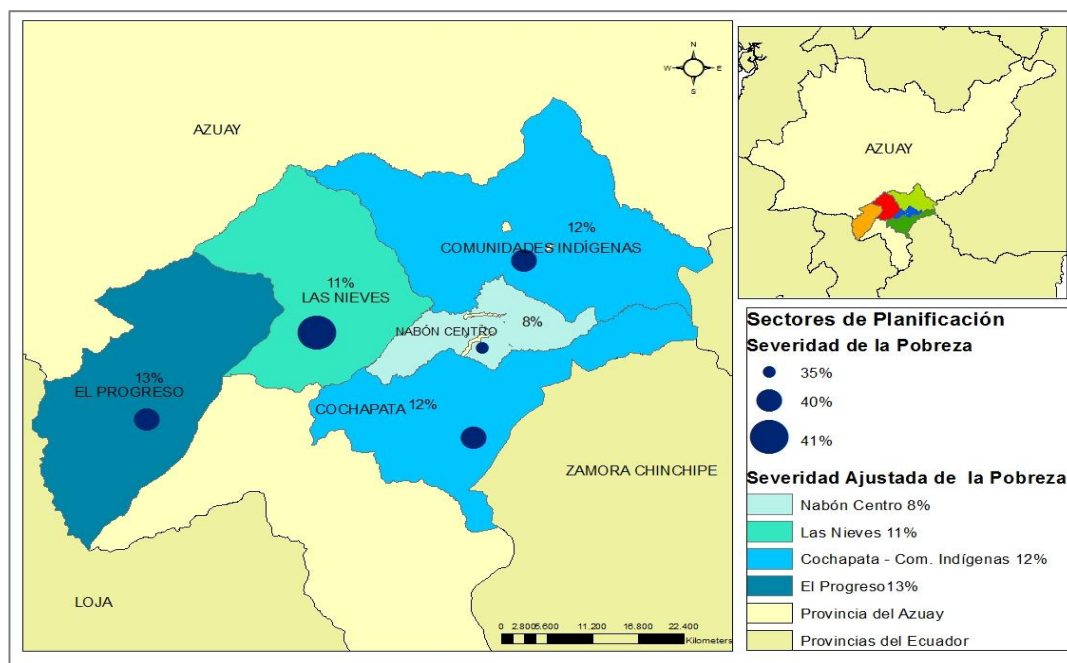 N
W E
S
AZUAY
12%
COMUNIDADES INDÍGENAS
11%
LAS NIEVES
NABÓN CENTRO
8%
13%
EL PROGRESO
COCHAPATA 12%
ZAMORA CHINCHIPE
LOJA
0 2.800 5.600 11.200 16.800 22.400
Kilometers
AZUAY
Sectores de Planificación
Severidad de la Pobreza
35%
40%
41%
Severidad Ajustada de la Pobreza
Nabón Centro 8%
Las Nieves 11%
Cochapata - Com. Indígenas 12%
El Progreso13%
Provincia del Azuay
Provincias del Ecuador